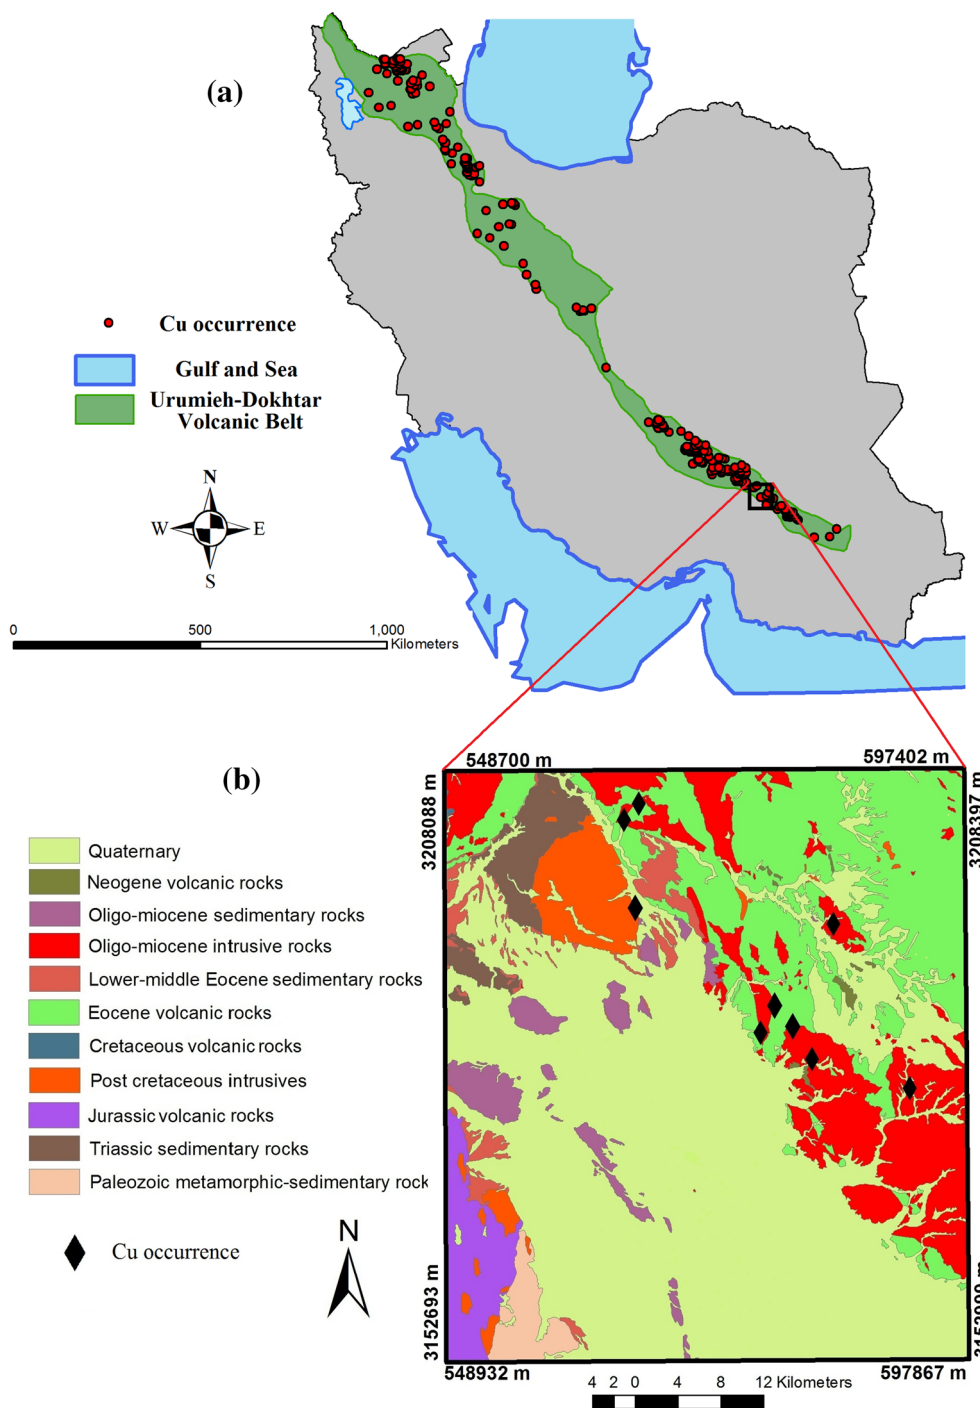 (a)
Cu occurrence
Gulf and Sea
Urumieh-Dokhtar
Volcanic Belt
N
W E
S
0 500 1,000
Kilometers
(b)
548700 m 597402 m
3208088 m
3208397 m
Quaternary
Neogene volcanic rocks
Oligo-miocene sedimentary rocks
Oligo-miocene intrusive rocks
Lower-middle Eocene sedimentary rocks
Eocene volcanic rocks
Cretaceous volcanic rocks
Post cretaceous intrusives
Jurassic volcanic rocks
Triassic sedimentary rocks
Paleozoic metamorphic-sedimentary rock
Cu occurrence
N
3152693 m
548932 m 597867 m
4 2 0 4 8 12 Kilometers